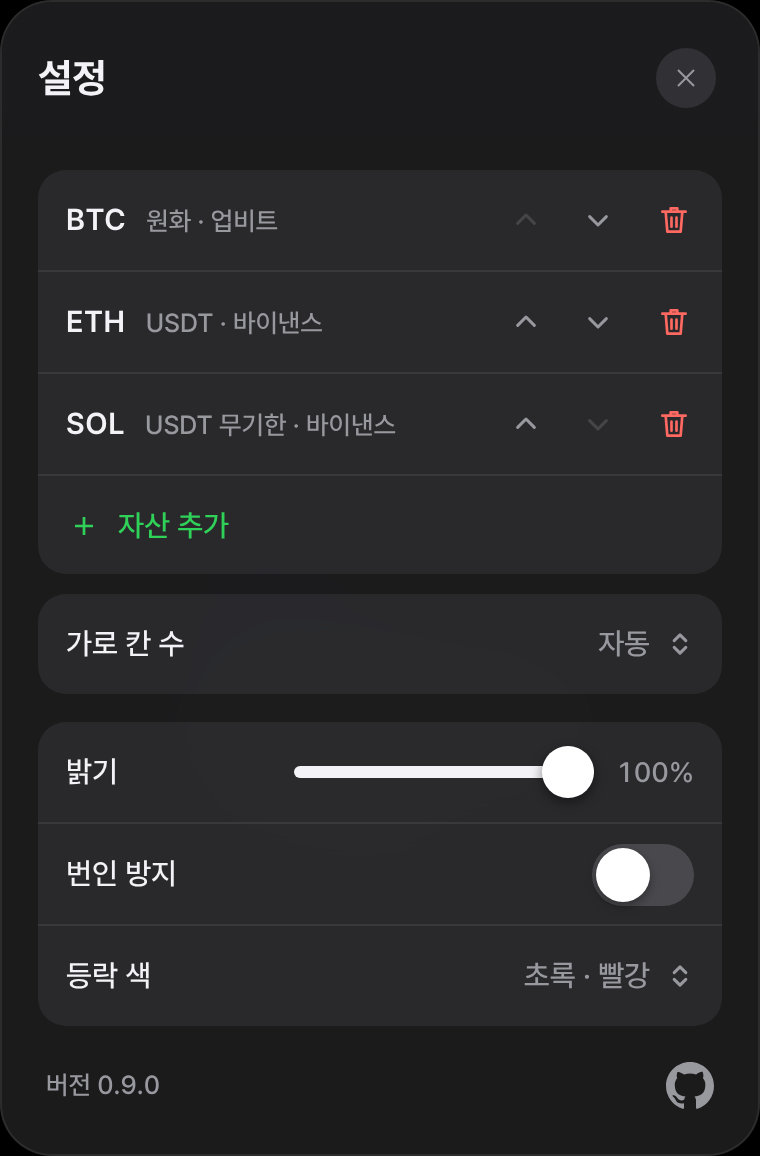 설정
BTC 원화 · 업비트
ETH USDT · 바이낸스
SOL USDT 무기한 · 바이낸스
+ 자산 추가
가로 칸 수 자동
밝기 100%
번인 방지
등락 색 초록 · 빨강
버전 0.9.0